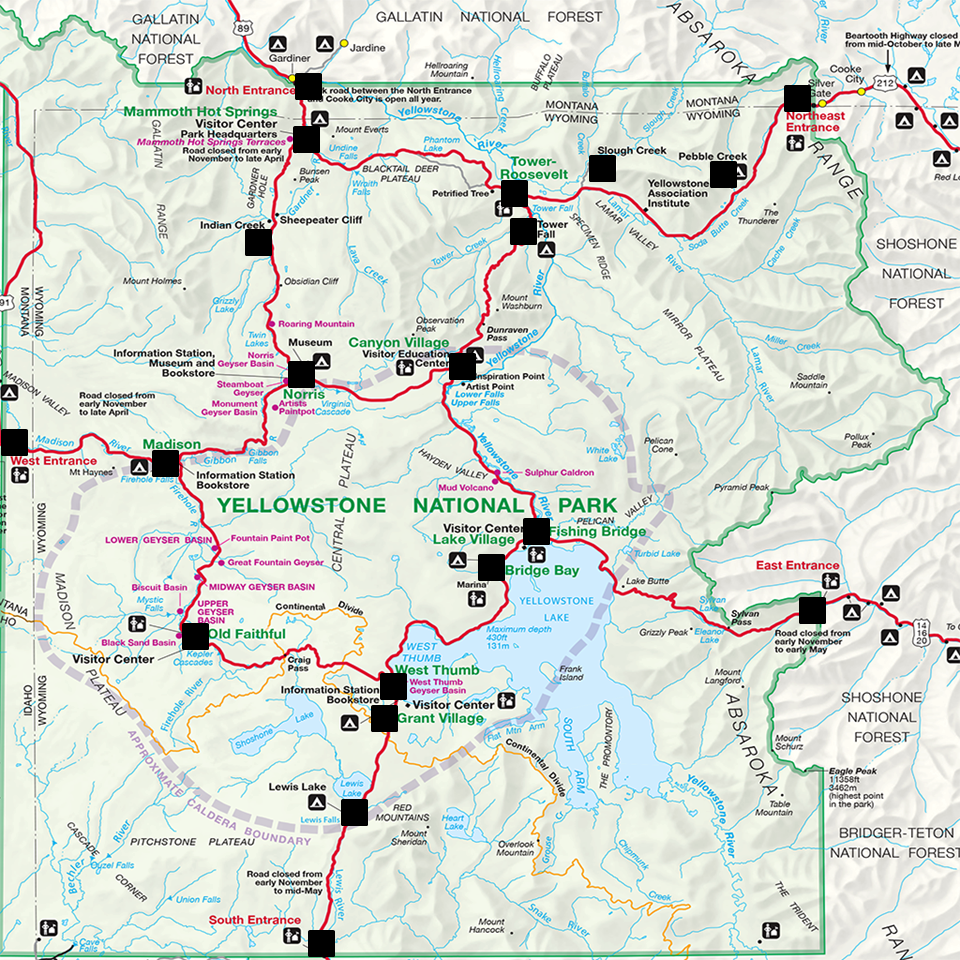 GALLATIN
NATIONAL
FOREST
89
GALLATIN NATIONAL FOREST
ABSAROKA
Beartooth Highway closed
from mid-October to late M
Jardine
Gardiner
Hellroaring
Mountain
Hellroaring Creek
BUFFALO
PLATEAU
Cooke
City
Silver
Gate
212
North Entrance
k road between the North Entrance
and Cooke City is open all year.
Northeast
Entrance
MONTANA
WYOMING
MONTANA
WYOMING
Slough Creek
Mammoth Hot Springs
Visitor Center
Park Headquarters
Mammoth Hot Springs Terraces
Road closed from early
November to late April
Mount Everts
Undine
Falls
Yellowstone
River
Phantom
Lake
BLACKTAIL DEER
PLATEAU
Bunsen
Peak
Wraith
Falls
GALLATIN
RANGE
GARDNER
HOLE
Gardner R
Tower-
Roosevelt
Petrified Tree
Slough Creek
Pebble Creek
Yellowstone
Association
Institute
RANGE
Tower Fall
Tower
Fall
LAMAR VALLEY
Lamar
River
SPECIMEN RIDGE
Soda Butte Creek
The
Thunderer
Cache Creek
SHOSHONE
NATIONAL
FOREST
Sheepeater Cliff
Indian Creek
Tower Creek
Lava Creek
River
Mount Holmes
Obsidian Cliff
Grizzly
Lake
91
MONTANA
WYOMING
Mount
Washburn
Observation
Peak
Dunraven
Pass
Roaring Mountain
Twin
Lakes
Museum
Canyon Village
Visitor Education
Center
Yellowstone
MIRROR PLATEAU
Miller Creek
Lamar River
Saddle
Mountain
Information Station,
Museum and
Bookstore
Norris
Geyser Basin
Steamboat
Geyser
Norris
Monument
Geyser Basin
Artists
Paintpot
Virginia
Cascade
Inspiration Point
Artist Point
Lower Falls
Upper Falls
MADISON VALLEY
Road closed from
early November
to late April
Madison
River
Madison
West Entrance
Mt Haynes
Firehole Falls
Gibbon
Gibbon
Falls
Information Station
Bookstore
Firehole R
CENTRAL PLATEAU
HAYDEN VALLEY
Yellowstone
River
Sulphur Caldron
Mud Volcano
White
Lake
Pelican
Cone
Pollux
Peak
Pyramid Peak
YELLOWSTONE NATIONAL PARK
PELICAN
VALLEY
Visitor Center
Fishing Bridge
Lake Village
Turbid Lake
WYOMING
LOWER GEYSER BASIN
Fountain Paint Pot
Great Fountain Geyser
Biscuit Basin
MIDWAY GEYSER BASIN
Mystic
Falls
UPPER
GEYSER
BASIN
Black Sand Basin
Old Faithful
Visitor Center
Kepler
Cascades
MADISON
PLATEAU
Continental Divide
Craig
Pass
Bridge Bay
Marina
YELLOWSTONE
LAKE
Maximum depth
430ft
131m
Lake Butte
East Entrance
Sylvan
Lake
Sylvan
Pass
Eleanor
Lake
Grizzly Peak
Road closed from
early November
to early May
14
16
20
WEST
THUMB
West Thumb
West Thumb
Geyser Basin
Information Station
Bookstore
Visitor Center
Grant Village
Frank
Island
Mount
Langford
IDAHO
WYOMING
Firehole River
Shoshone
Lake
Flat Mtn Arm
SOUTH
ARM
THE PROMONTORY
Continental Divide
ABSAROKA
SHOSHONE
NATIONAL
FOREST
Mount
Schurz
Eagle Peak
11358ft
3462m
(highest point
in the park)
Table
Mountain
APPROXIMATE CALDERA BOUNDARY
Lewis Lake
Lewis
Lake
Lewis Falls
RED
MOUNTAINS
Mount
Sheridan
Heart
Lake
Yellowstone
River
Overlook
Mountain
Grouse
Chipmunk
Creek
BRIDGER-TETON
NATIONAL FOREST
CASCADE
CORNER
PITCHSTONE PLATEAU
Bechler
River
Ouzel Falls
Union Falls
Cave
Falls
Road closed from
early November
to mid-May
Lewis River
South Entrance
Mount
Hancock
Snake
River
THE TRIDENT